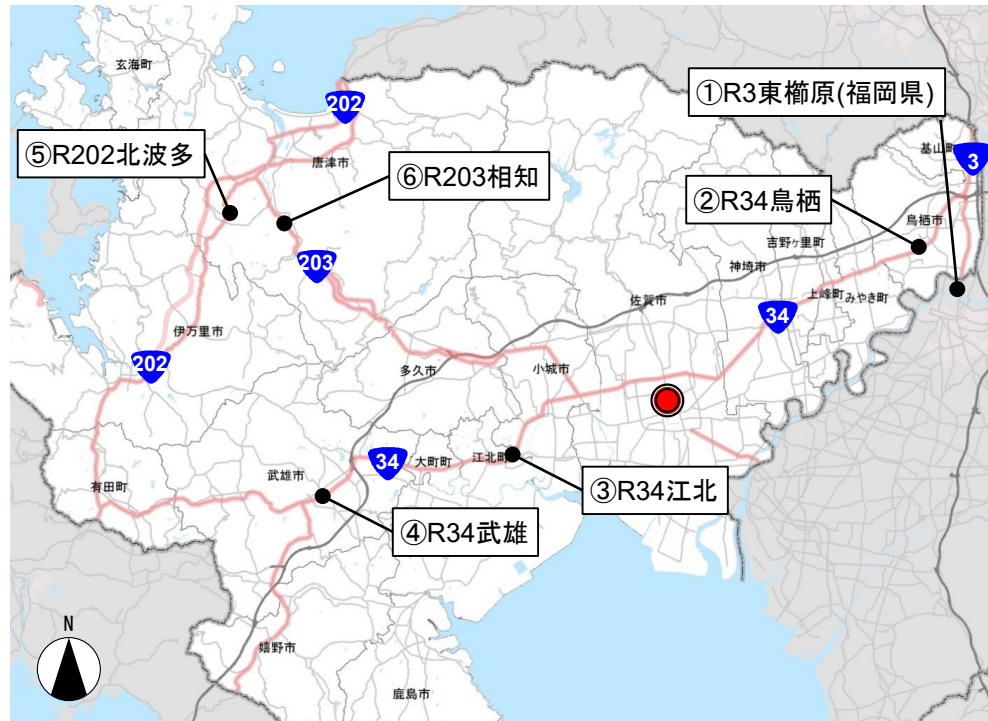 玄海町
202
①R3東櫛原(福岡県)
基山町
3
⑤R202北波多
唐津市
⑥R203相知
②R34鳥栖
鳥栖市
吉野ヶ里町
203
神埼市
佐賀市
上峰町
みやき町
34
伊万里市
202
多久市
小城市
武雄市
34
大町町
江北町
有田町
③R34江北
④R34武雄
N
嬉野市
鹿島市